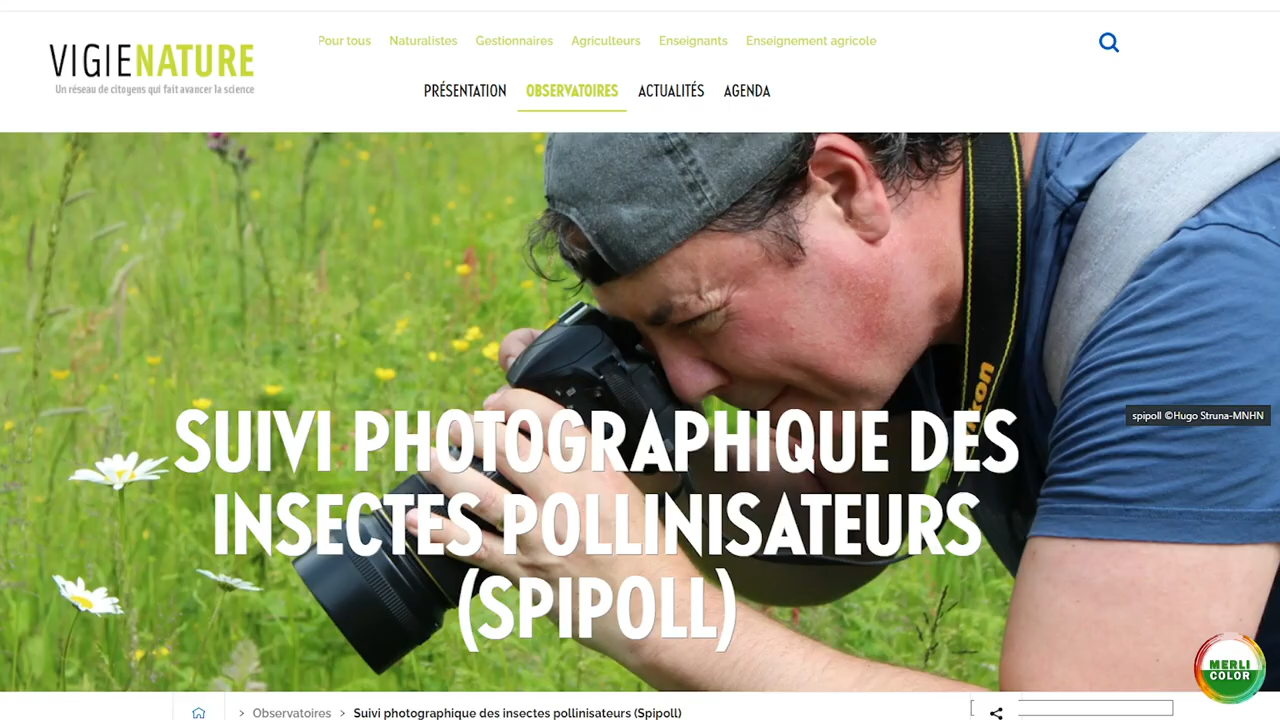 Pour tous Naturalistes Gestionnaires Agriculteurs Enseignants Enseignement agricole
VIGIENATURE
Un réseau de citoyens qui fait avancer la science
PRÉSENTATION OBSERVATOIRES ACTUALITÉS AGENDA
kon
spipoll ©Hugo Struna-MNHN
SUIVI PHOTOGRAPHIQUE DES
INSECTES POLLINISATEURS
(SPIPOLL)
MERLI
COLOR
> Observatoires > Suivi photographique des insectes pollinisateurs (Spipoll)